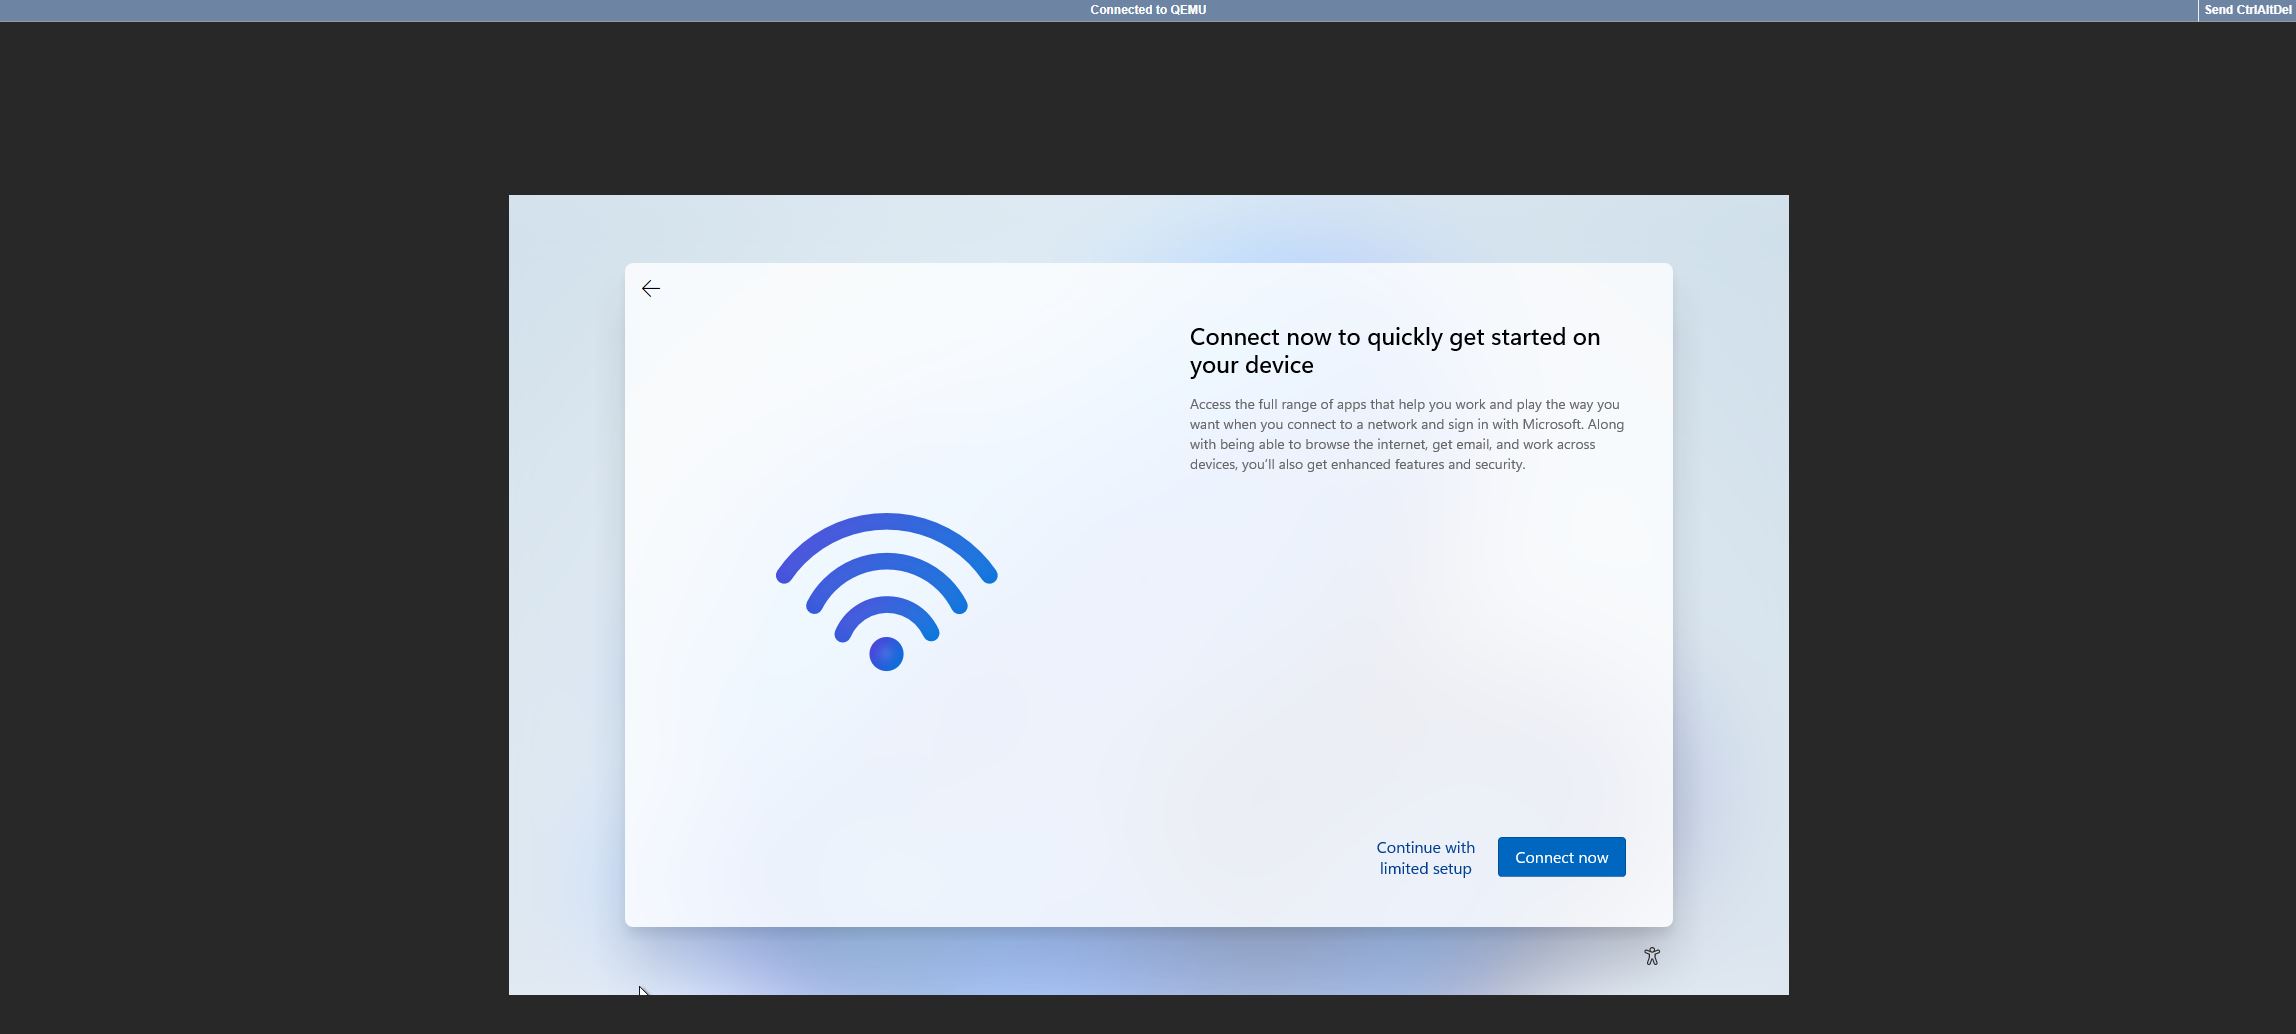 Connected to QEMU
Send CtrlAltDel
Connect now to quickly get started on
your device
Access the full range of apps that help you work and play the way you
want when you connect to a network and sign in with Microsoft. Along
with being able to browse the internet, get email, and work across
devices, you'll also get enhanced features and security.
Continue with
limited setup
Connect now